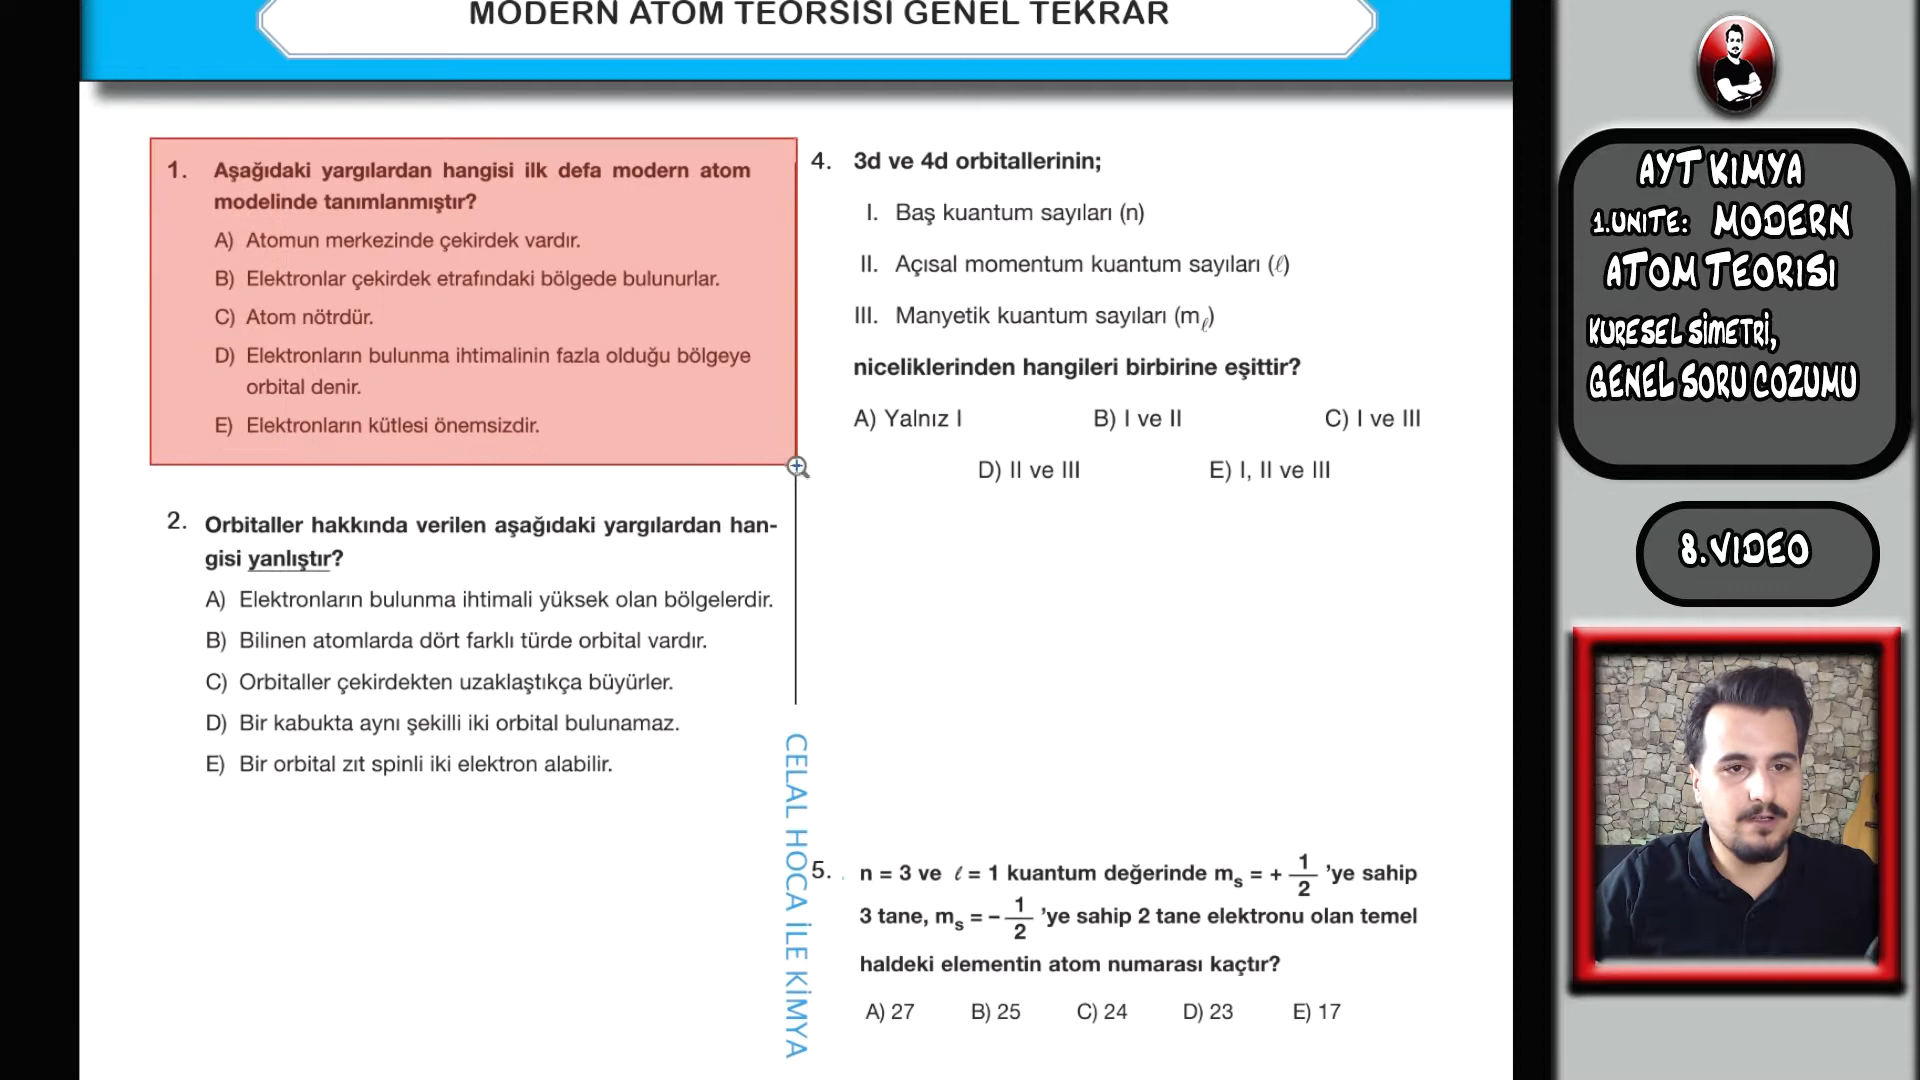 MODERN ATOM TEORSİSİ GENEL TEKRAR
1. Aşağıdaki yargılardan hangisi ilk defa modern atom
modelinde tanımlanmıştır?
A) Atomun merkezinde çekirdek vardır.
B) Elektronlar çekirdek etrafındaki bölgede bulunurlar.
C) Atom nötrdür.
D) Elektronların bulunma ihtimalinin fazla olduğu bölgeye
orbital denir.
E) Elektronların kütlesi önemsizdir.
2. Orbitaller hakkında verilen aşağıdaki yargılardan han-
gisi yanlıştır?
A) Elektronların bulunma ihtimali yüksek olan bölgelerdir.
B) Bilinen atomlarda dört farklı türde orbital vardır.
C) Orbitaller çekirdekten uzaklaştıkça büyürler.
D) Bir kabukta aynı şekilli iki orbital bulunamaz.
E) Bir orbital zıt spinli iki elektron alabilir.
CELAL HOCA İLE KİMYA
4. 3d ve 4d orbitallerinin;
I. Baş kuantum sayıları (n)
II. Açısal momentum kuantum sayıları (ℓ)
III. Manyetik kuantum sayıları (mℓ)
niceliklerinden hangileri birbirine eşittir?
A) Yalnız I B) I ve II C) I ve III
D) II ve III E) I, II ve III
5. n = 3 ve ℓ = 1 kuantum değerinde ms = + 1/2 ’ye sahip
3 tane, ms = – 1/2 ’ye sahip 2 tane elektronu olan temel
haldeki elementin atom numarası kaçtır?
A) 27 B) 25 C) 24 D) 23 E) 17
AYT KIMYA
1.UNITE: MODERN
ATOM TEORISI
KURESEL SİMETRİ,
GENEL SORU COZUMU
8.VIDEO